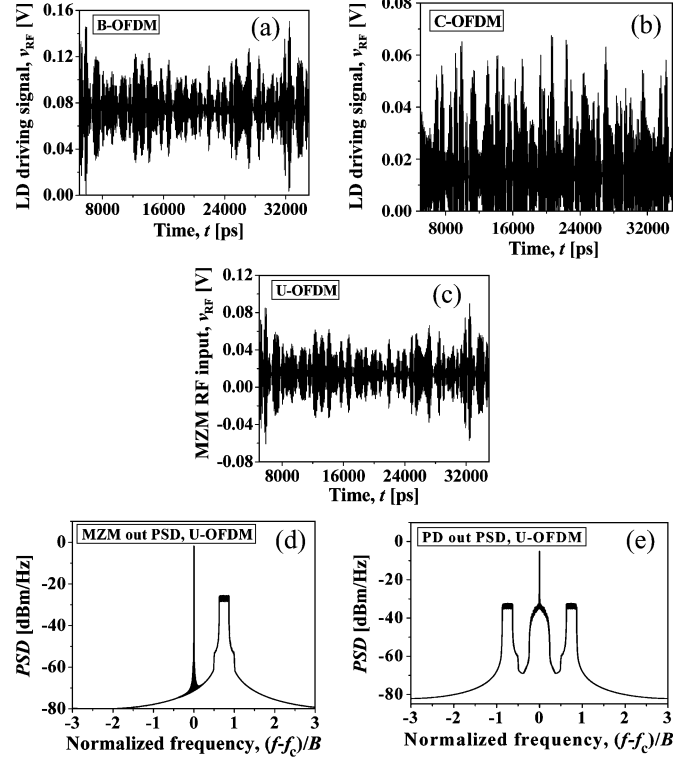 B-OFDM
(a)
LD driving signal, vRF [V]
0.16
0.12
0.08
0.04
0.00
8000 16000 24000 32000
Time, t [ps]
C-OFDM
(b)
LD driving signal, vRF [V]
0.08
0.06
0.04
0.02
0.00
8000 16000 24000 32000
Time, t [ps]
U-OFDM
(c)
MZM RF input, vRF [V]
0.12
0.08
0.04
0.00
-0.04
-0.08
8000 16000 24000 32000
Time, t [ps]
MZM out PSD, U-OFDM
(d)
PSD [dBm/Hz]
0
-20
-40
-60
-80
-3 -2 -1 0 1 2 3
Normalized frequency, (f-fc)/B
PD out PSD, U-OFDM
(e)
PSD [dBm/Hz]
0
-20
-40
-60
-80
-3 -2 -1 0 1 2 3
Normalized frequency, (f-fc)/B